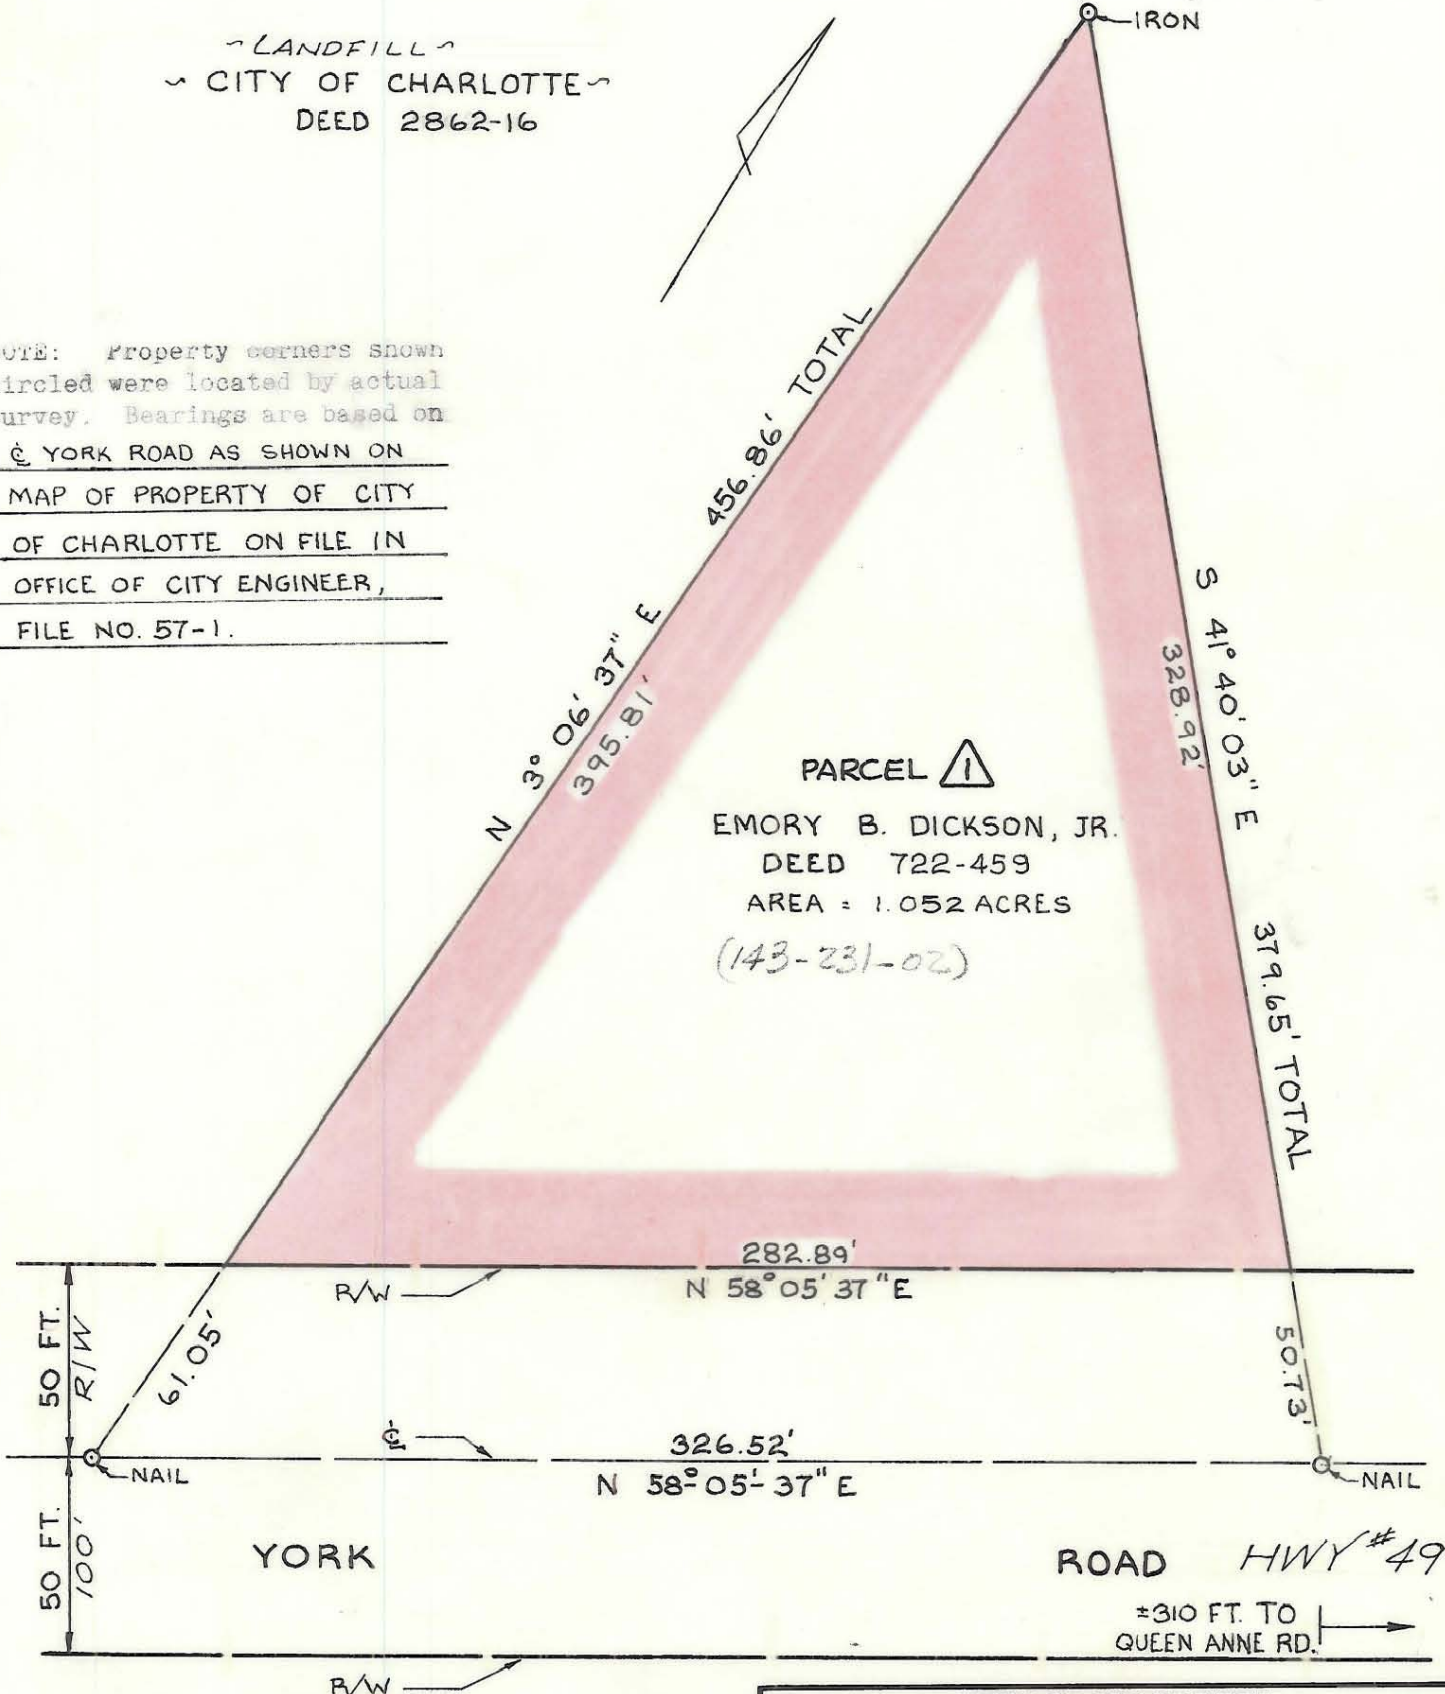 IRON
~LANDFILL~
~ CITY OF CHARLOTTE~
DEED 2862-16
OTE: Property corners shown
ircled were located by actual
urvey. Bearings are based on
℄ YORK ROAD AS SHOWN ON
MAP OF PROPERTY OF CITY
OF CHARLOTTE ON FILE IN
OFFICE OF CITY ENGINEER,
FILE NO. 57-1.
456.86' TOTAL
N 3° 06' 37" E
395.81'
S 41° 40' 03" E
328.92'
379.65' TOTAL
PARCEL 1
EMORY B. DICKSON, JR.
DEED 722-459
AREA = 1.052 ACRES
(143-231-02)
282.89'
R/W
N 58° 05' 37" E
50 FT.
R/W
61.05'
50.73'
℄
326.52'
NAIL
N 58°-05'-37" E
NAIL
50 FT.
100'
YORK ROAD HWY #49
±310 FT. TO
QUEEN ANNE RD.
R/W